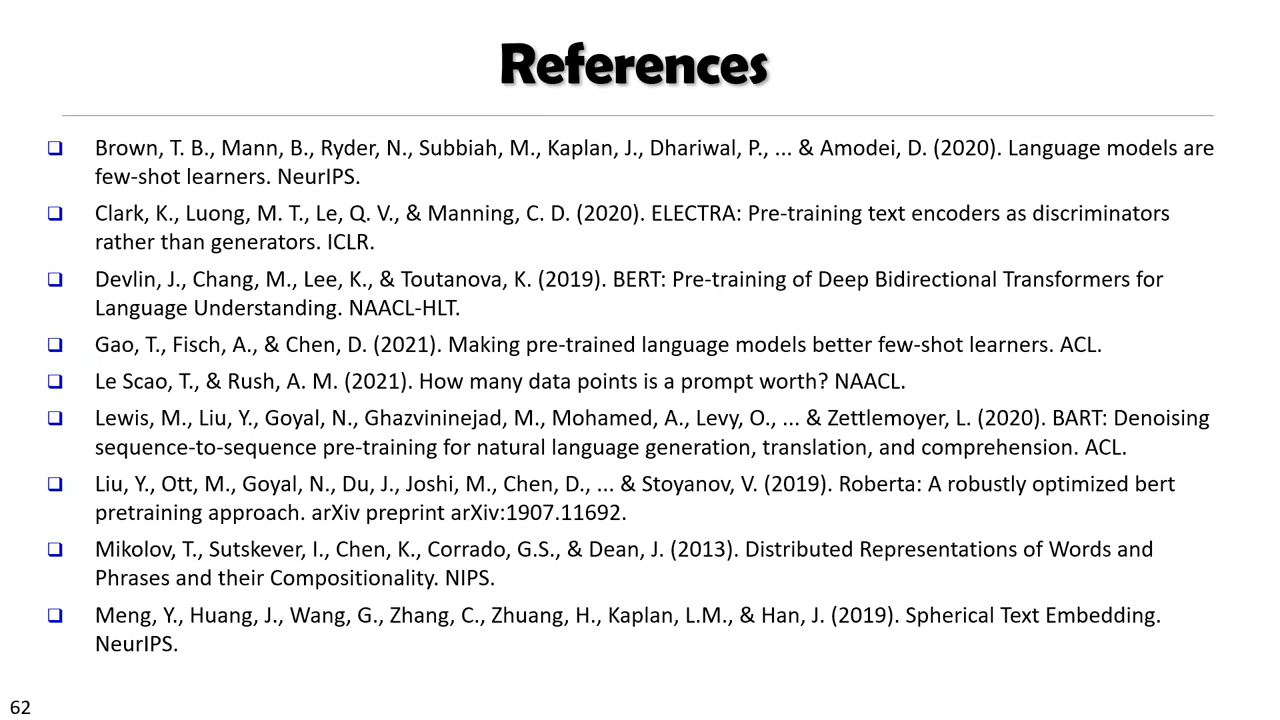 References
❑ Brown, T. B., Mann, B., Ryder, N., Subbiah, M., Kaplan, J., Dhariwal, P., ... & Amodei, D. (2020). Language models are
few-shot learners. NeurIPS.
❑ Clark, K., Luong, M. T., Le, Q. V., & Manning, C. D. (2020). ELECTRA: Pre-training text encoders as discriminators
rather than generators. ICLR.
❑ Devlin, J., Chang, M., Lee, K., & Toutanova, K. (2019). BERT: Pre-training of Deep Bidirectional Transformers for
Language Understanding. NAACL-HLT.
❑ Gao, T., Fisch, A., & Chen, D. (2021). Making pre-trained language models better few-shot learners. ACL.
❑ Le Scao, T., & Rush, A. M. (2021). How many data points is a prompt worth? NAACL.
❑ Lewis, M., Liu, Y., Goyal, N., Ghazvininejad, M., Mohamed, A., Levy, O., ... & Zettlemoyer, L. (2020). BART: Denoising
sequence-to-sequence pre-training for natural language generation, translation, and comprehension. ACL.
❑ Liu, Y., Ott, M., Goyal, N., Du, J., Joshi, M., Chen, D., ... & Stoyanov, V. (2019). Roberta: A robustly optimized bert
pretraining approach. arXiv preprint arXiv:1907.11692.
❑ Mikolov, T., Sutskever, I., Chen, K., Corrado, G.S., & Dean, J. (2013). Distributed Representations of Words and
Phrases and their Compositionality. NIPS.
❑ Meng, Y., Huang, J., Wang, G., Zhang, C., Zhuang, H., Kaplan, L.M., & Han, J. (2019). Spherical Text Embedding.
NeurIPS.
62